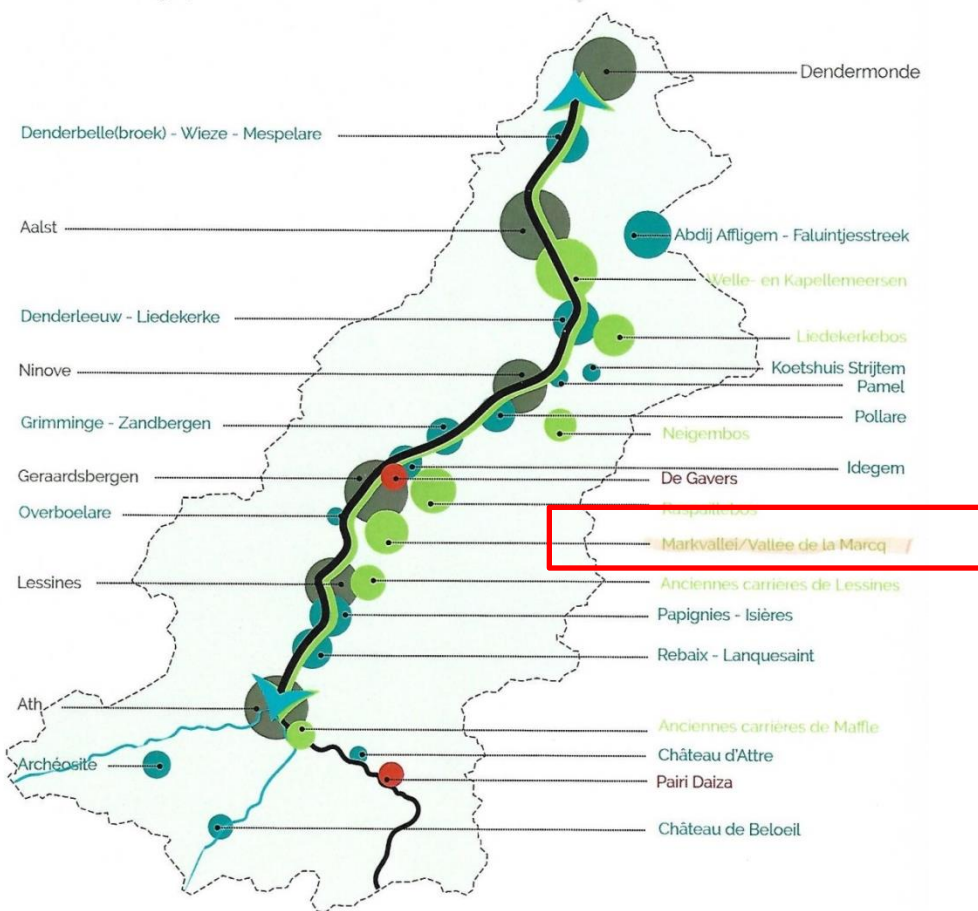 Dendermonde
Denderbelle(broek) - Wieze - Mespelare
Aalst
Abdij Affligem - Faluintjesstreek
Welle- en Kapellemeersen
Denderleeuw - Liedekerke
Liedekerkebos
Ninove
Koetshuis Strijtem
Pamel
Grimminge - Zandbergen
Pollare
Neigembos
Geraardsbergen
Idegem
De Gavers
Overboelare
Raspaillebos
Markvallei/Vallée de la Marcq
Lessines
Anciennes carrières de Lessines
Papignies - Isières
Rebaix - Lanquesaint
Ath
Anciennes carrières de Maffle
Château d'Attre
Archéosite
Pairi Daiza
Château de Beloeil